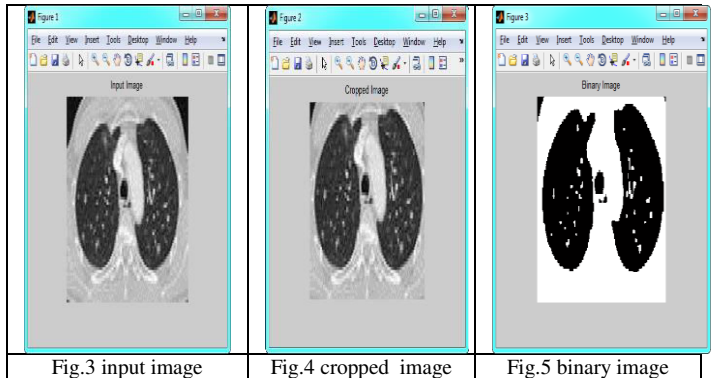 Figure 1
File Edit View Insert Tools Desktop Window Help
Input Image
Figure 2
File Edit View Insert Tools Desktop Window Help
Cropped Image
Figure 3
File Edit View Insert Tools Desktop Window Help
Binary Image
Fig.3 input image
Fig.4 cropped image
Fig.5 binary image